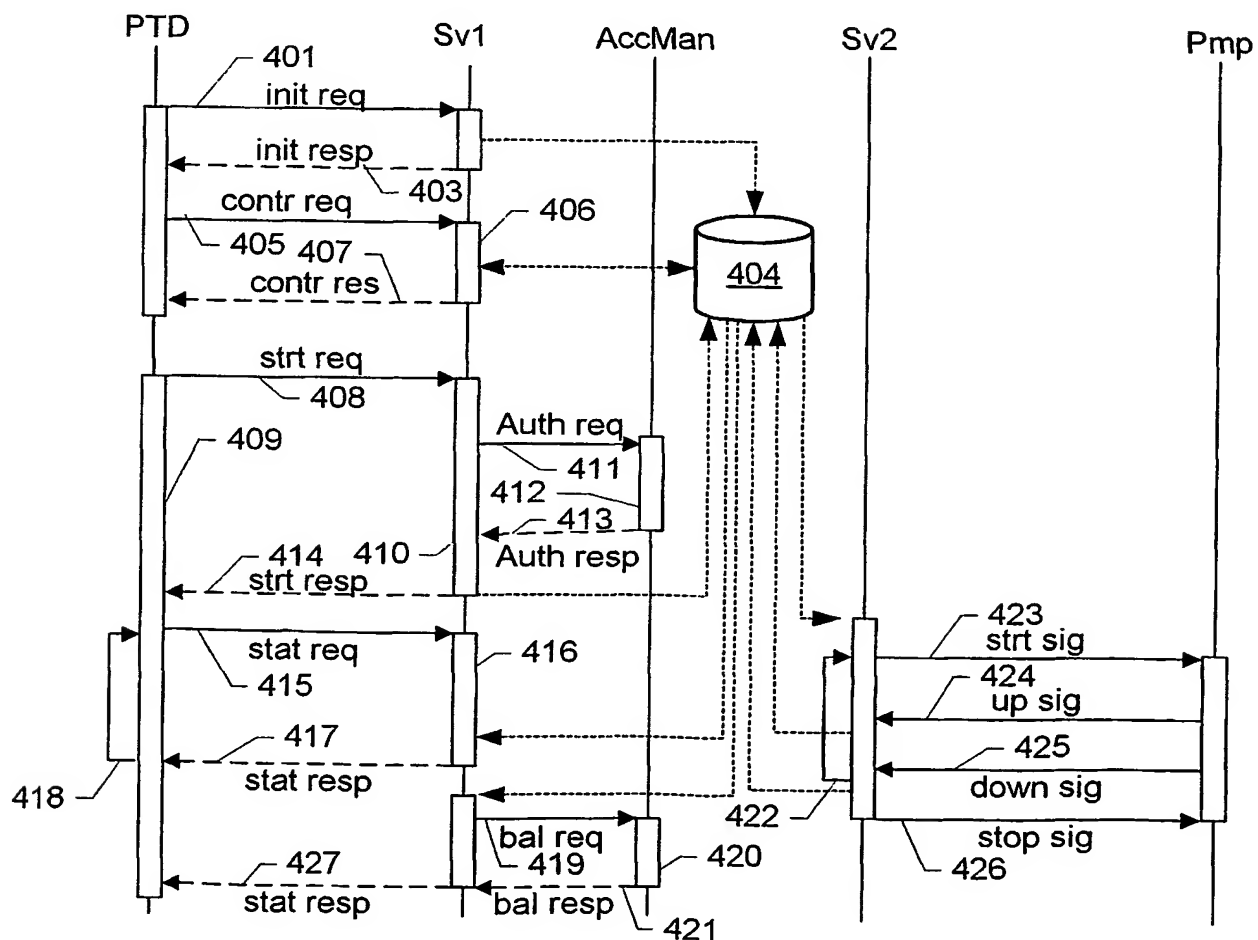 PTD Sv1 AccMan Sv2 Pmp
401
init req
init resp
403
contr req
406
405 407
404
contr res
strt req
408
Auth req
409
411
412
413
410
Auth resp
414
strt resp
423
strt sig
stat req
416
415
424
up sig
417
425
stat resp
418
down sig
422
bal req
420
stop sig
419
426
427
stat resp
bal resp
421